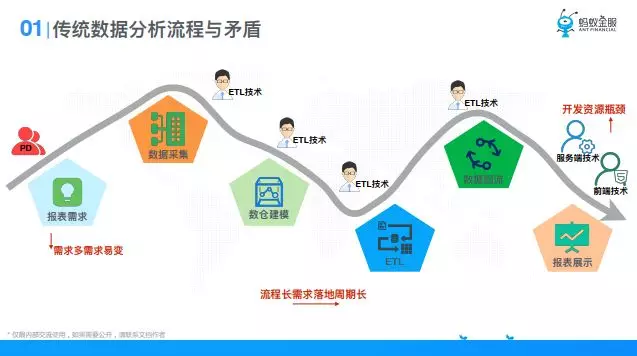 01|传统数据分析流程与矛盾
蚂蚁金服
ANT FINANCIAL
ETL技术
ETL技术
ETL技术
ETL技术
开发资源瓶颈
服务端技术
前端技术
PD
报表需求
数据采集
数仓建模
ETL
数据回流
报表展示
需求多需求易变
流程长需求落地周期长
* 仅限内部交流使用，如果需要公开，请联系文档作者